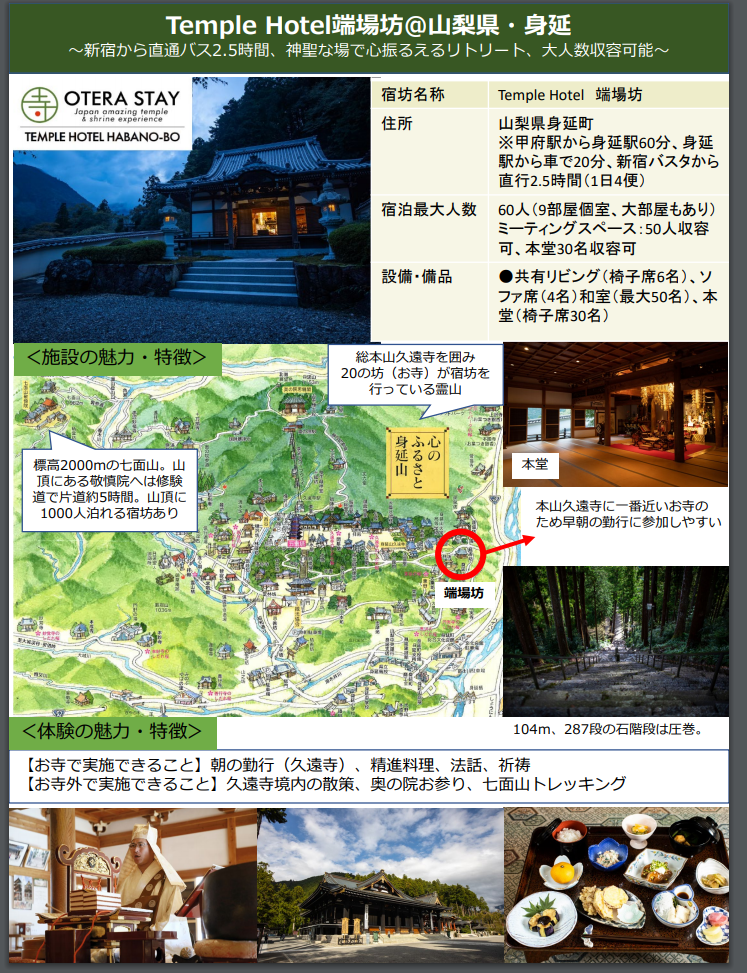 Temple Hotel端場坊@山梨県・身延
～新宿から直通バス2.5時間、神聖な場で心振るえるリトリート、大人数収容可能～
OTERA STAY
Japan amazing temple
& shrine experience
TEMPLE HOTEL HABANO-BO
宿坊名称
Temple Hotel 端場坊
住所
山梨県身延町
※甲府駅から身延駅60分、身延
駅から車で20分、新宿バスタから
直行2.5時間（1日4便）
宿泊最大人数
60人（9部屋個室、大部屋もあり）
ミーティングスペース：50人収容
可、本堂30名収容可
設備・備品
●共有リビング（椅子席6名）、ソ
ファ席（4名）和室（最大50名）、本
堂（椅子席30名）
＜施設の魅力・特徴＞
総本山久遠寺を囲み
20の坊（お寺）が宿坊を
行っている霊山
心の
ふるさと
身延山
標高2000mの七面山。山
頂にある敬慎院へは修験
道で片道約5時間。山頂に
1000人泊れる宿坊あり
本堂
本山久遠寺に一番近いお寺の
ため早朝の勤行に参加しやすい
端場坊
104m、287段の石階段は圧巻。
＜体験の魅力・特徴＞
【お寺で実施できること】朝の勤行（久遠寺）、精進料理、法話、祈祷
【お寺外で実施できること】久遠寺境内の散策、奥の院お参り、七面山トレッキング